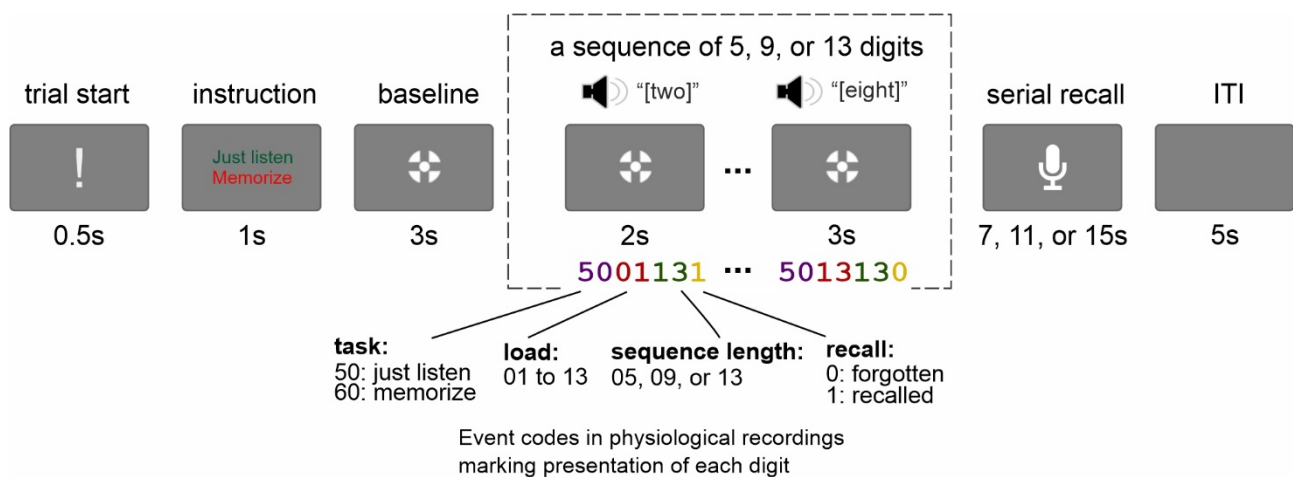 a sequence of 5, 9, or 13 digits
trial start
instruction
baseline
"[two]"
"[eight]"
serial recall
ITI
!
Just listen
Memorize
...
0.5s
1s
3s
2s
3s
7, 11, or 15s
5s
5001131 ... 5013130
task:
50: just listen
60: memorize
load:
01 to 13
sequence length:
05, 09, or 13
recall:
0: forgotten
1: recalled
Event codes in physiological recordings
marking presentation of each digit